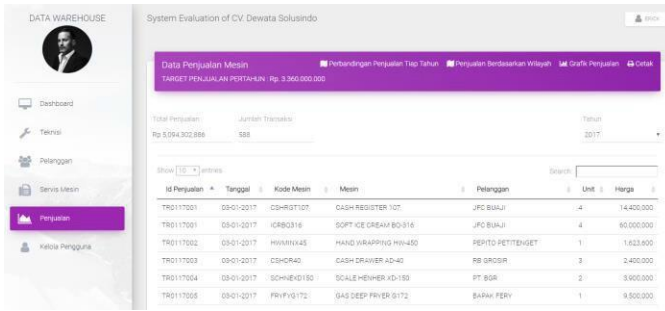 DATA WAREHOUSE
System Evaluation of CV. Dewata Solusindo
Data Penjualan Mesin
Perbandingan Penjualan Tiap Tahun Penjualan Berdasarkan Wilayah Grafik Penjualan Cetak
TARGET PENJUALAN PERTAHUN : Rp. 3.360.000.000
Dashboard
Teknisi
Pelanggan
Servis Mesin
Penjualan
Kelola Pengguna
Total Penjualan Jumlah Transaksi Tahun
Rp 3,094,302,886 588 2017
Show 10 entries Search:
Id Penjualan Tanggal Kode Mesin Mesin Pelanggan Unit Harga
TR0117001 03-01-2017 CSHRGT107, CASH REGISTER 107, JFC BUAJI 4 14,400,000
TR0117001 03-01-2017 ICRBQ316 SOFT ICE CREAM BQ-316 JFC BUAJI 4 60,000,000
TR0117002 03-01-2017 HWMINX45 HAND WRAPPING HW-450 PEPITO PETITENGET 1 1,623,600
TR0117003 03-01-2017 CSHDR40 CASH DRAWER AD-40 RB GROSIR 3 2,400,000
TR0117004 03-01-2017 SCHNEXD150 SCALE HENHER XD-150 PT. BGR 2 3,900,000
TR0117005 03-01-2017 FRYFYG172 GAS DEEP FRYER G172 BAPAK FERY 1 9,500,000